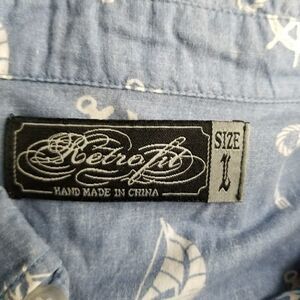 Retrofit
HAND MADE IN CHINA
SIZE
L